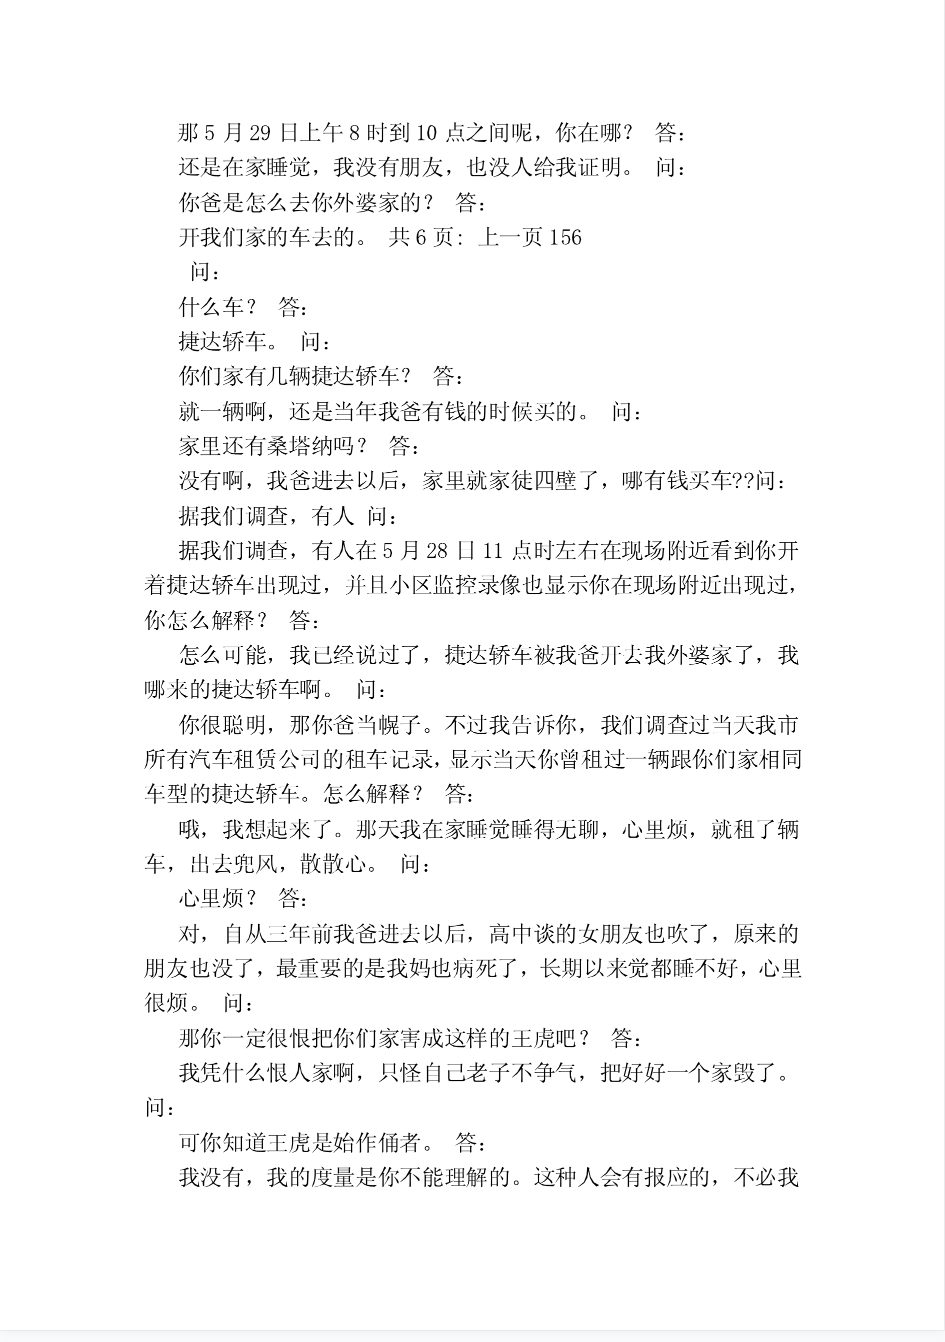 那 5 月 29 日上午 8 时到 10 点之间呢，你在哪？ 答：
还是在家睡觉，我没有朋友，也没人给我证明。 问：
你爸是怎么去你外婆家的？ 答：
开我们家的车去的。 共 6 页： 上一页 156
问：
什么车？ 答：
捷达轿车。 问：
你们家有几辆捷达轿车？ 答：
就一辆啊，还是当年我爸有钱的时候买的。 问：
家里还有桑塔纳吗？ 答：
没有啊，我爸进去以后，家里就家徒四壁了，哪有钱买车??问：
据我们调查，有人 问：
据我们调查，有人在 5 月 28 日 11 点时左右在现场附近看到你开
着捷达轿车出现过，并且小区监控录像也显示你在现场附近出现过，
你怎么解释？ 答：
怎么可能，我已经说过了，捷达轿车被我爸开去我外婆家了，我
哪来的捷达轿车啊。 问：
你很聪明，那你爸当幌子。不过我告诉你，我们调查过当天我市
所有汽车租赁公司的租车记录，显示当天你曾租过一辆跟你们家相同
车型的捷达轿车。怎么解释？ 答：
哦，我想起来了。那天我在家睡觉睡得无聊，心里烦，就租了辆
车，出去兜风，散散心。 问：
心里烦？ 答：
对，自从三年前我爸进去以后，高中谈的女朋友也吹了，原来的
朋友也没了，最重要的是我妈也病死了，长期以来觉都睡不好，心里
很烦。 问：
那你一定很恨把你们家害成这样的王虎吧？ 答：
我凭什么恨人家啊，只怪自己老子不争气，把好好一个家毁了。
问：
可你知道王虎是始作俑者。 答：
我没有，我的度量是你不能理解的。这种人会有报应的，不必我